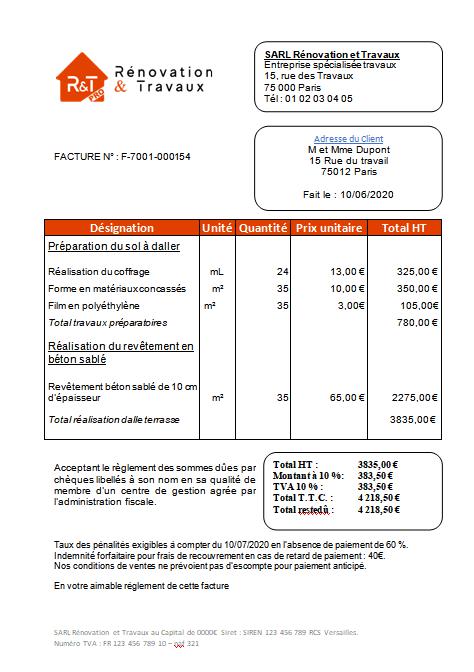 R&T
PRO
Rénovation
& Travaux
SARL Rénovation et Travaux
Entreprise spécialisée travaux
15, rue des Travaux
75 000 Paris
Tél : 01 02 03 04 05
FACTURE N° : F-7001-000154
Adresse du Client
M et Mme Dupont
15 Rue du travail
75012 Paris
Fait le : 10/06/2020
Désignation Unité Quantité Prix unitaire Total HT
Préparation du sol à daller
Réalisation du coffrage mL 24 13,00 € 325,00 €
Forme en matériaux concassés m² 35 10,00 € 350,00 €
Film en polyéthylène m² 35 3,00€ 105,00€
Total travaux préparatoires 780,00 €
Réalisation du revêtement en
béton sablé
Revêtement béton sablé de 10 cm
d'épaisseur m² 35 65,00 € 2275,00€
Total réalisation dalle terrasse 3835,00€
Acceptant le règlement des sommes dûes par
chèques libellés à son nom en sa qualité de
membre d'un centre de gestion agrée par
l'administration fiscale.
Total HT : 3835,00 €
Montant à 10 %: 383,50 €
TVA 10 % : 383,50 €
Total T.T.C. : 4 218,50 €
Total restedû : 4 218,50 €
Taux des pénalités exigibles à compter du 10/07/2020 en l'absence de paiement de 60 %.
Indemnité forfaitaire pour frais de recouvrement en cas de retard de paiement : 40€.
Nos conditions de ventes ne prévoient pas d'escompte pour paiement anticipé.
En votre aimable règlement de cette facture
SARL Rénovation et Travaux au Capital de 0000€ Siret : SIREN 123 456 789 RCS Versailles.
Numéro TVA : FR 123 456 789 10 – naf 321